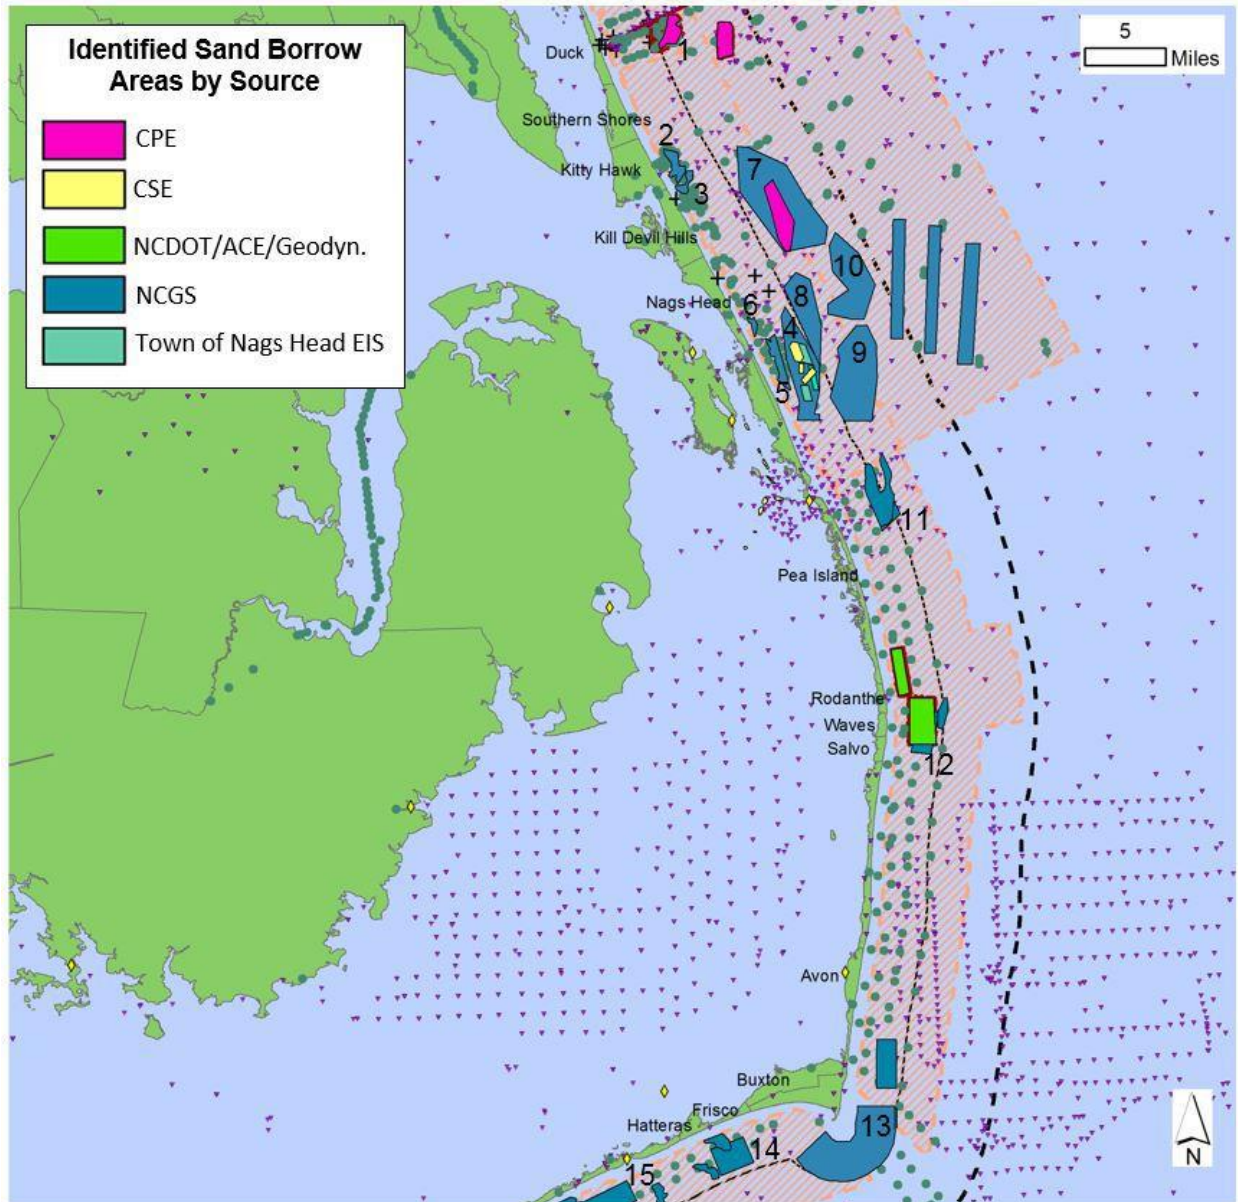 Identified Sand Borrow
Areas by Source
CPE
CSE
NCDOT/ACE/Geodyn.
NCGS
Town of Nags Head EIS
5
Miles
Duck
1
Southern Shores
2
Kitty Hawk
7
3
Kill Devil Hills
10
8
Nags Head
6
4
9
5
11
Pea Island
Rodanthe
Waves
Salvo
12
Avon
Buxton
Frisco
Hatteras
13
14
15
N